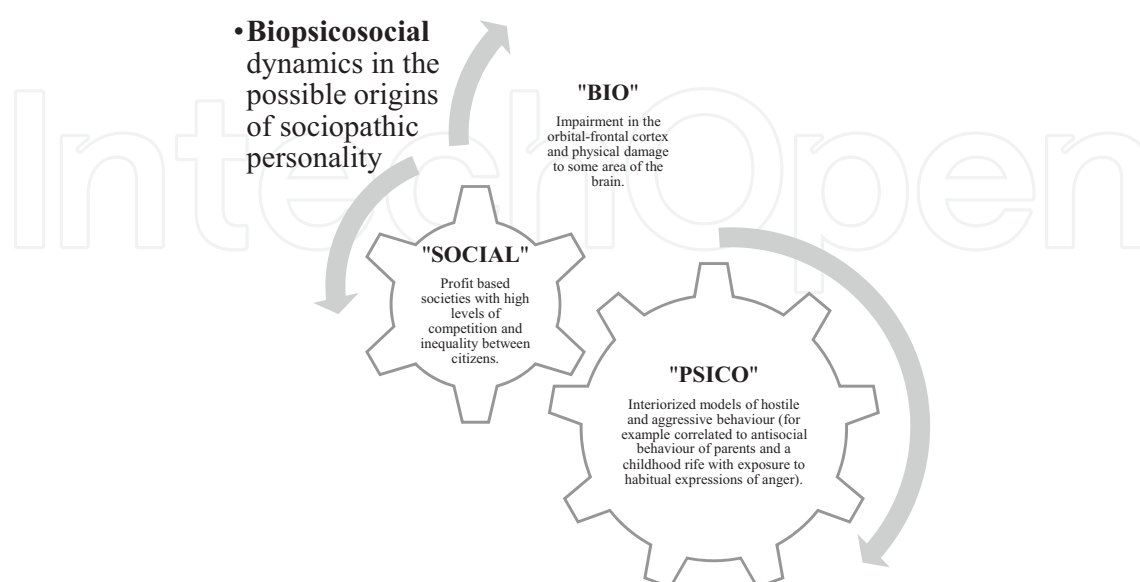 •Biopsicosocial
dynamics in the
possible origins
of sociopathic
personality
"BIO"
Impairment in the
orbital-frontal cortex
and physical damage
to some area of the
brain.
"SOCIAL"
Profit based
societies with high
levels of
competition and
inequality between
citizens.
"PSICO"
Interiorized models of hostile
and aggressive behaviour (for
example correlated to antisocial
behaviour of parents and a
childhood rife with exposure to
habitual expressions of anger).
IntechOpen